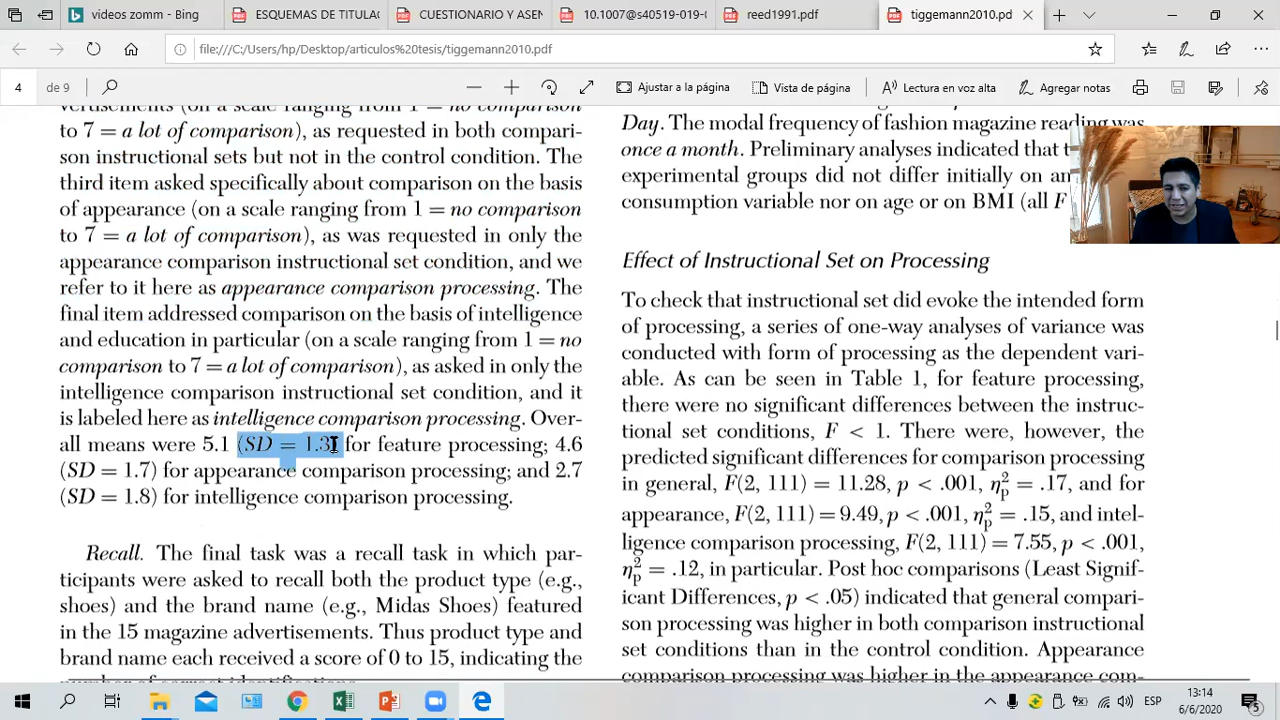 videos zoomm - Bing
ESQUEMAS DE TITULAC
CUESTIONARIO Y ASEN
10.1007@s40519-019-0
reed1991.pdf
tiggemann2010.pd
file:///C:/Users/hp/Desktop/articulos%20tesis/tiggemann2010.pdf
4 de 9
Ajustar a la página
Vista de página
Lectura en voz alta
Agregar notas
vertisements (on a scale ranging from 1 = no comparison
to 7 = a lot of comparison), as requested in both compari-
son instructional sets but not in the control condition. The
third item asked specifically about comparison on the basis
of appearance (on a scale ranging from 1 = no comparison
to 7 = a lot of comparison), as was requested in only the
appearance comparison instructional set condition, and we
refer to it here as appearance comparison processing. The
final item addressed comparison on the basis of intelligence
and education in particular (on a scale ranging from 1 = no
comparison to 7 = a lot of comparison), as asked in only the
intelligence comparison instructional set condition, and it
is labeled here as intelligence comparison processing. Over-
all means were 5.1 (SD = 1.3) for feature processing; 4.6
(SD = 1.7) for appearance comparison processing; and 2.7
(SD = 1.8) for intelligence comparison processing.
Recall. The final task was a recall task in which par-
ticipants were asked to recall both the product type (e.g.,
shoes) and the brand name (e.g., Midas Shoes) featured
in the 15 magazine advertisements. Thus product type and
brand name each received a score of 0 to 15, indicating the
Day. The modal frequency of fashion magazine reading was
once a month. Preliminary analyses indicated that
experimental groups did not differ initially on
consumption variable nor on age or on BMI (all F
Effect of Instructional Set on Processing
To check that instructional set did evoke the intended form
of processing, a series of one-way analyses of variance was
conducted with form of processing as the dependent vari-
able. As can be seen in Table 1, for feature processing,
there were no significant differences between the instruc-
tional set conditions, F < 1. There were, however, the
predicted significant differences for comparison processing
in general, F(2, 111) = 11.28, p < .001, η²p = .17, and for
appearance, F(2, 111) = 9.49, p < .001, η²p = .15, and intel-
ligence comparison processing, F(2, 111) = 7.55, p < .001,
η²p = .12, in particular. Post hoc comparisons (Least Signif-
icant Differences, p < .05) indicated that general compari-
son processing was higher in both comparison instructional
set conditions than in the control condition. Appearance
comparison processing was higher in the appearance com-
ESP
13:14
6/6/2020
5